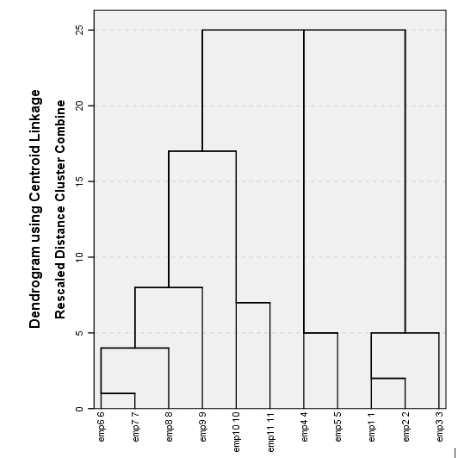 Dendrogram using Centroid Linkage
Rescaled Distance Cluster Combine
25
20
15
10
5
0
emp6 6
emp7 7
emp8 8
emp9 9
emp10 10
emp11 11
emp4 4
emp5 5
emp1 1
emp2 2
emp3 3